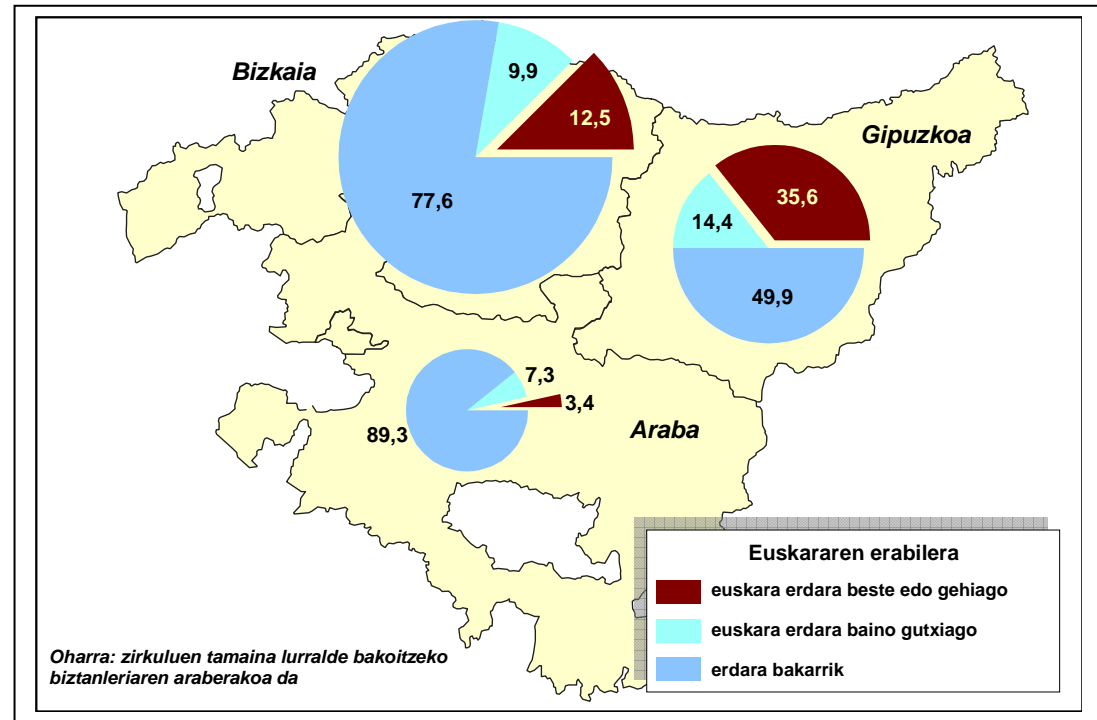 Bizkaia
9,9
12,5
77,6
Gipuzkoa
35,6
14,4
49,9
7,3
3,4
89,3
Araba
Euskararen erabilera
euskara erdara beste edo gehiago
euskara erdara baino gutxiago
erdara bakarrik
Oharra: zirkuluen tamaina lurralde bakoitzeko
biztanleriaren araberakoa da